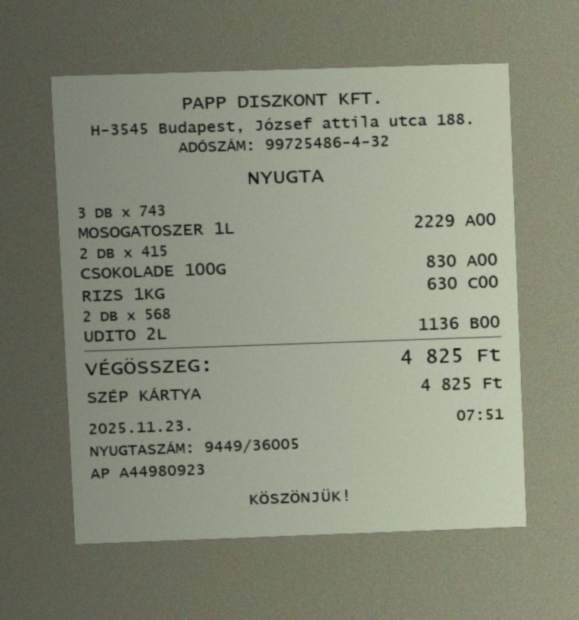 PAPP DISZKONT KFT.
H-3545 Budapest, József attila utca 188.
ADÓSZÁM: 99725486-4-32
NYUGTA
3 DB x 743
MOSOGATOSZER 1L 2229 A00
2 DB x 415
CSOKOLADE 100G 830 A00
RIZS 1KG 630 C00
2 DB x 568
UDITO 2L 1136 B00
VÉGÖSSZEG: 4 825 Ft
SZÉP KÁRTYA 4 825 Ft
2025.11.23. 07:51
NYUGTASZÁM: 9449/36005
AP A44980923
KÖSZÖNJÜK!